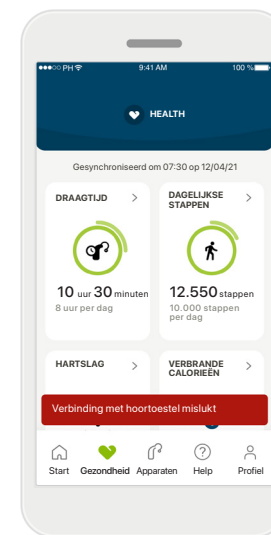 PH 9:41 AM 100 %
HEALTH
Gesynchroniseerd om 07:30 op 12/04/21
DRAAGTIJD
10 uur 30 minuten
8 uur per dag
DAGELIJKSE
STAPPEN
12.550 stappen
10.000 stappen
per dag
HARTSLAG
VERBRANDE
CALORIEËN
Verbinding met hoortoestel mislukt
Start Gezondheid Apparaten Help Profiel